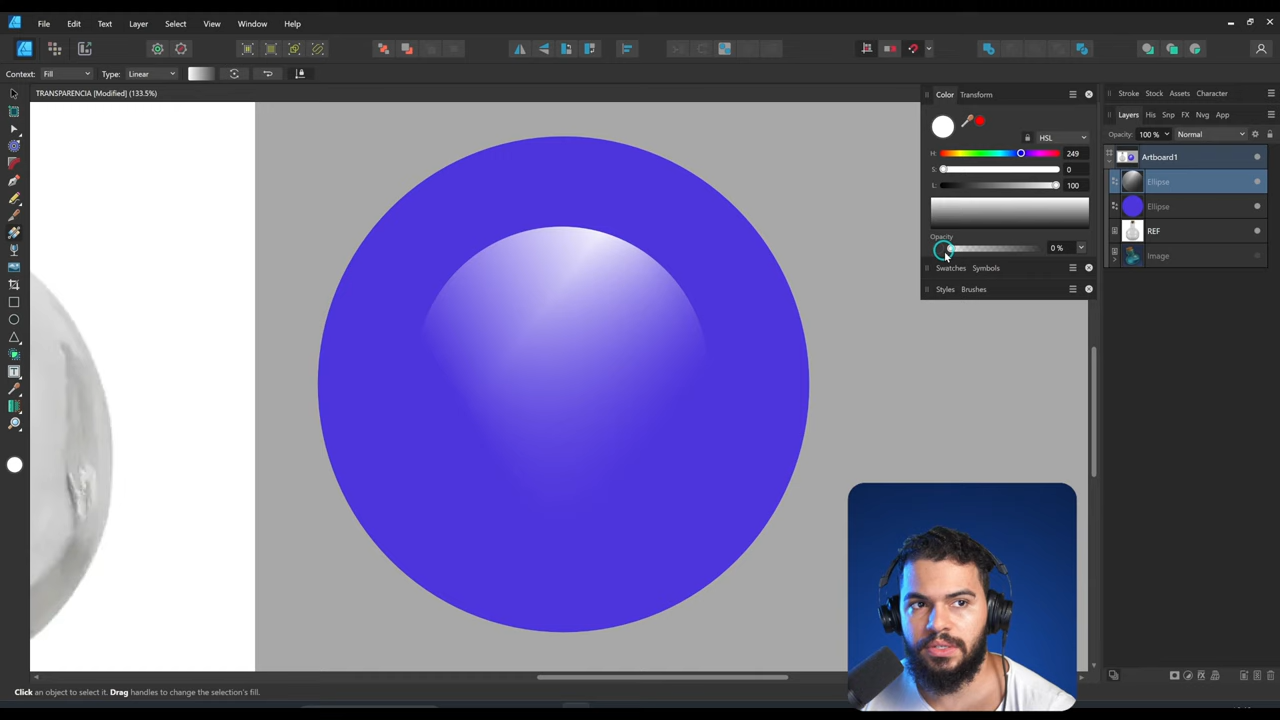 File Edit Text Layer Select View Window Help
Context: Fill Type: Linear
TRANSPARENCIA [Modified] (133.5%)
Color Transform
HSL
H: 249
S: 0
L: 100
Opacity
0 %
Swatches Symbols
Styles Brushes
Stroke Stock Assets Character
Layers His Snp FX Nvg App
Opacity: 100 % Normal
Artboard1
Ellipse
Ellipse
REF
Image
Click an object to select it. Drag handles to change the selection's fill.